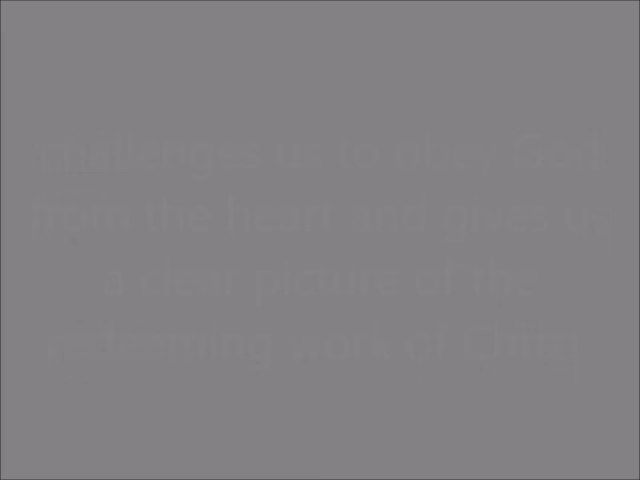 challenges us to obey God
from the heart and gives us
a clear picture of the
redeeming work of Christ